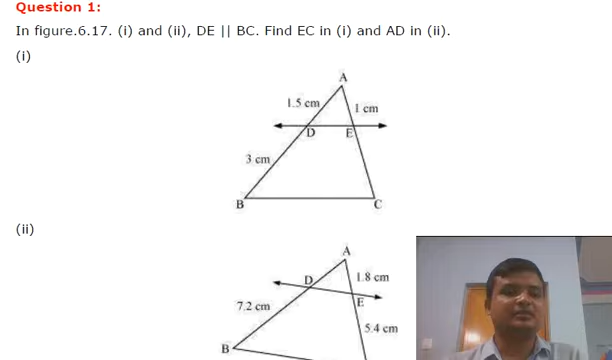 Question 1:
In figure.6.17. (i) and (ii), DE || BC. Find EC in (i) and AD in (ii).
(i)
A
1.5 cm
1 cm
D
E
3 cm
B
C
(ii)
A
D
1.8 cm
E
7.2 cm
5.4 cm
B